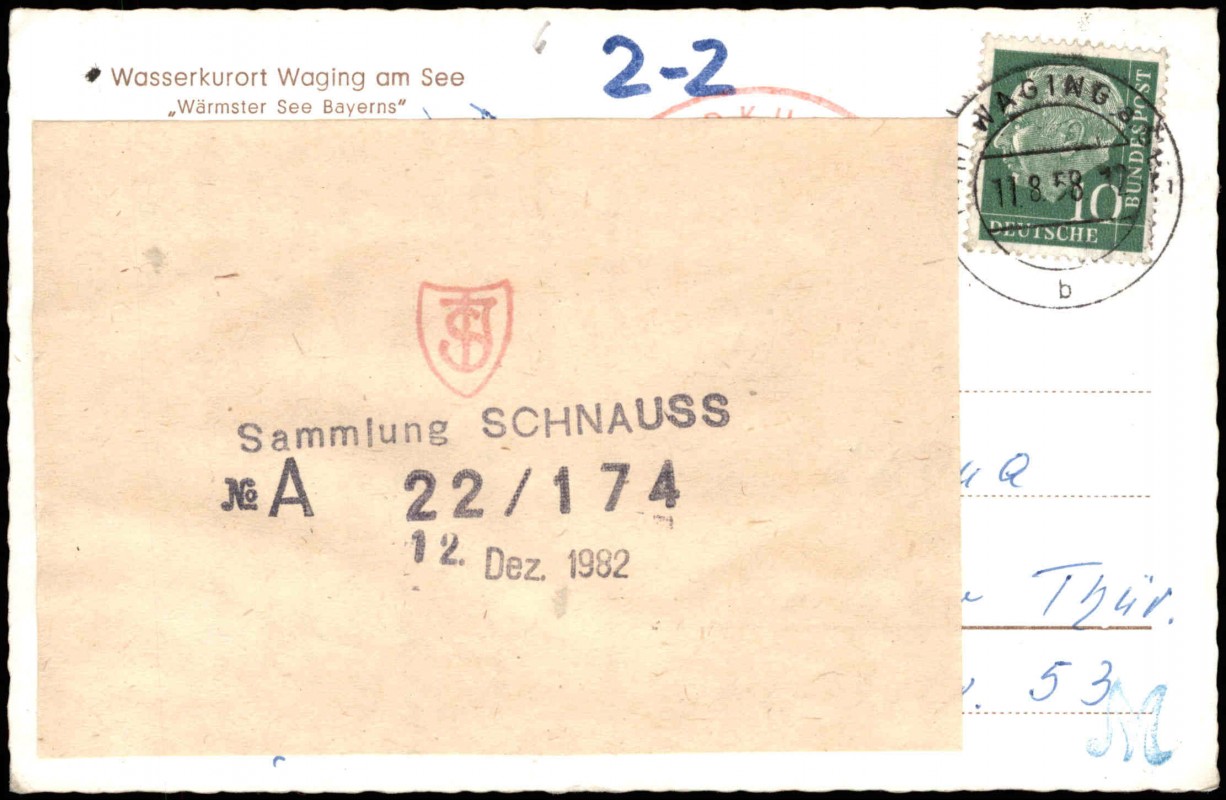 2-2
Wasserkurort Waging am See
„Wärmster See Bayerns“
WAGING
11.8.58
b
10
DEUTSCHE
BUNDESPOST
Sammlung SCHNAUSS
№ A 22/174
12. Dez. 1982
Thür.
53
M